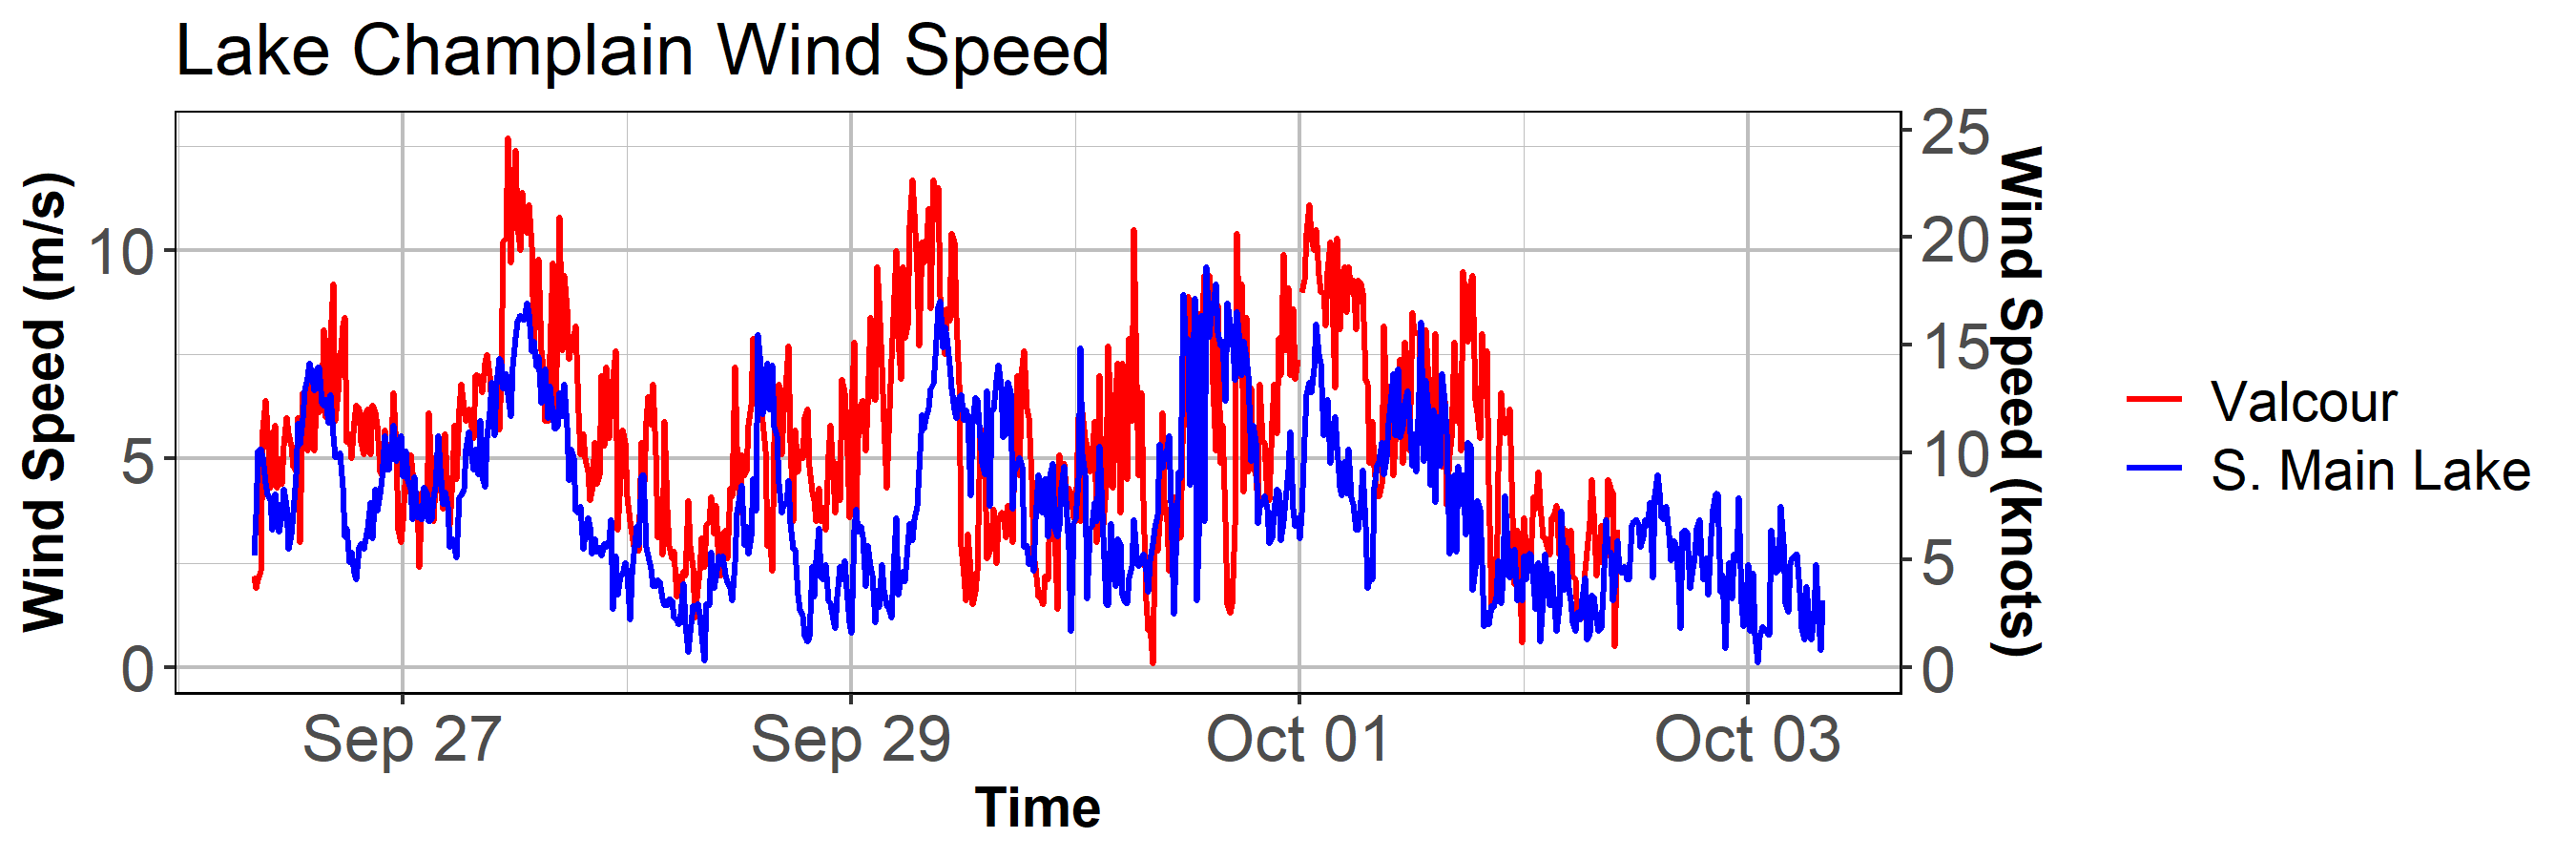 Lake Champlain Wind Speed
Wind Speed (m/s)
10
5
0
25
20
15
10
5
0
Wind Speed (knots)
Sep 27
Sep 29
Oct 01
Oct 03
Time
Valcour
S. Main Lake